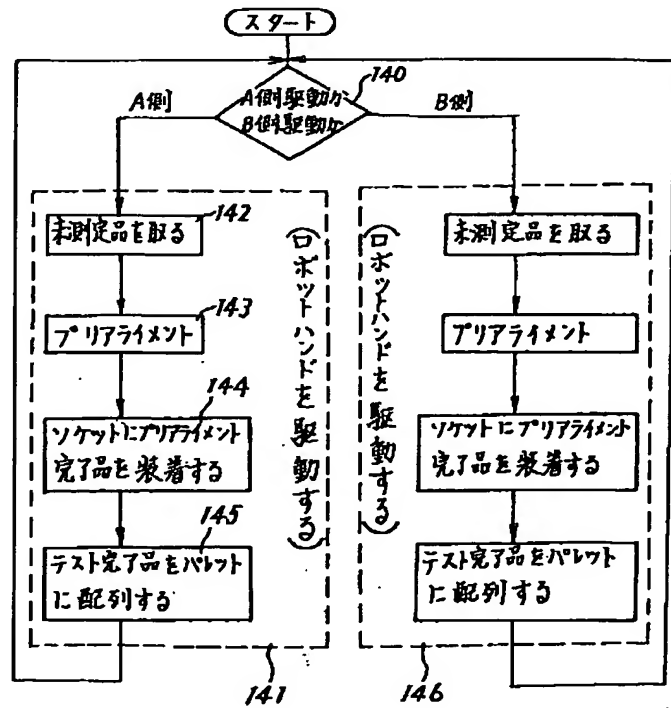 スタート
140
A側駆動か
B側駆動か
A側
B側
142
未測定品を取る
143
プリアライメント
144
ソケットにプリアライメント
完了品を装着する
145
テスト完了品をパレット
に配列する
(ロボットハンドを駆動する)
141
未測定品を取る
プリアライメント
ソケットにプリアライメント
完了品を装着する
テスト完了品をパレット
に配列する
(ロボットハンドを駆動する)
146